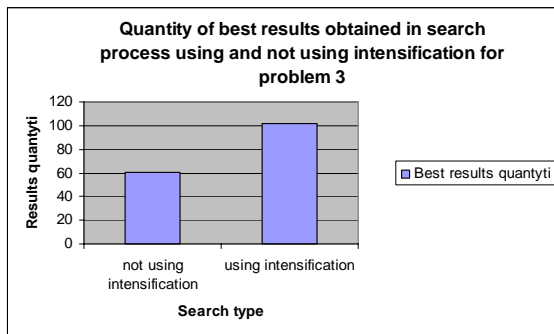 Quantity of best results obtained in search
process using and not using intensification for
problem 3
120
100
80
60
40
20
0
Results quantyti
not using
intensification
using intensification
Search type
Best results quantyti